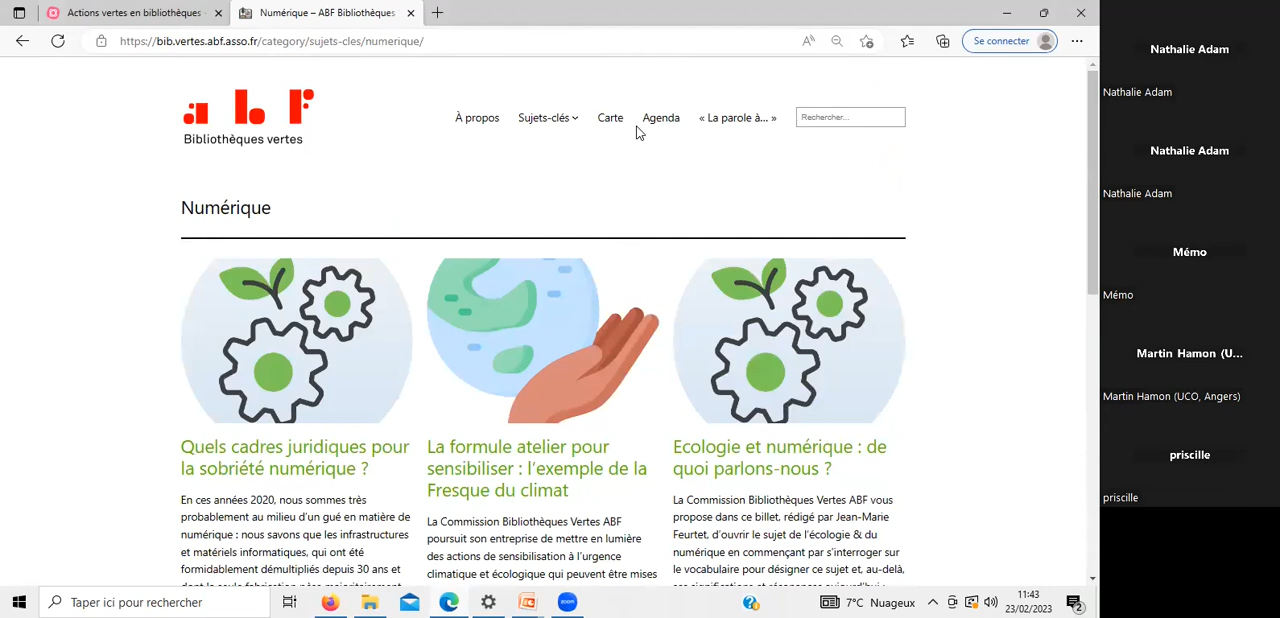 Actions vertes en bibliothèques
Numérique – ABF Bibliothèques
https://bib.vertes.abf.asso.fr/category/sujets-cles/numerique/
Se connecter
abf
Bibliothèques vertes
À propos
Sujets-clés
Carte
Agenda
« La parole à... »
Rechercher...
Numérique
Quels cadres juridiques pour
la sobriété numérique ?
En ces années 2020, nous sommes très
probablement au milieu d’un gué en matière de
numérique : nous savons que les infrastructures
et matériels informatiques, qui ont été
formidablement démultipliés depuis 30 ans et
La formule atelier pour
sensibiliser : l’exemple de la
Fresque du climat
La Commission Bibliothèques Vertes ABF
poursuit son entreprise de mettre en lumière
des actions de sensibilisation à l’urgence
climatique et écologique qui peuvent être mises
Ecologie et numérique : de
quoi parlons-nous ?
La Commission Bibliothèques Vertes ABF vous
propose dans ce billet, rédigé par Jean-Marie
Feurtet, d’ouvrir le sujet de l’écologie & du
numérique en commençant par s’interroger sur
le vocabulaire pour désigner ce sujet et, au-delà,
Nathalie Adam
Nathalie Adam
Nathalie Adam
Nathalie Adam
Mémo
Mémo
Martin Hamon (U...
Martin Hamon (UCO, Angers)
priscille
priscille
Taper ici pour rechercher
zoom
7°C Nuageux
11:43
23/02/2023
2